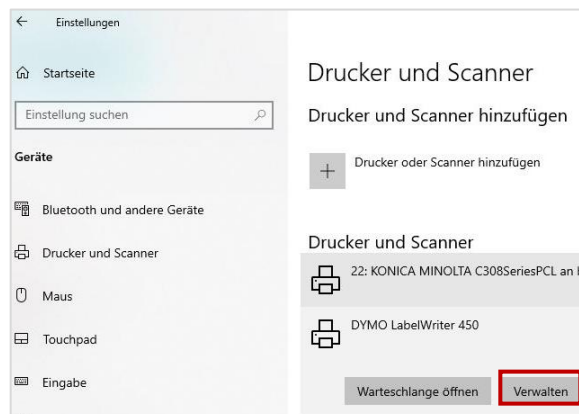 Einstellungen
Startseite
Einstellung suchen
Geräte
Bluetooth und andere Geräte
Drucker und Scanner
Maus
Touchpad
Eingabe
Drucker und Scanner
Drucker und Scanner hinzufügen
Drucker oder Scanner hinzufügen
Drucker und Scanner
22: KONICA MINOLTA C308SeriesPCL an
DYMO LabelWriter 450
Warteschlange öffnen
Verwalten